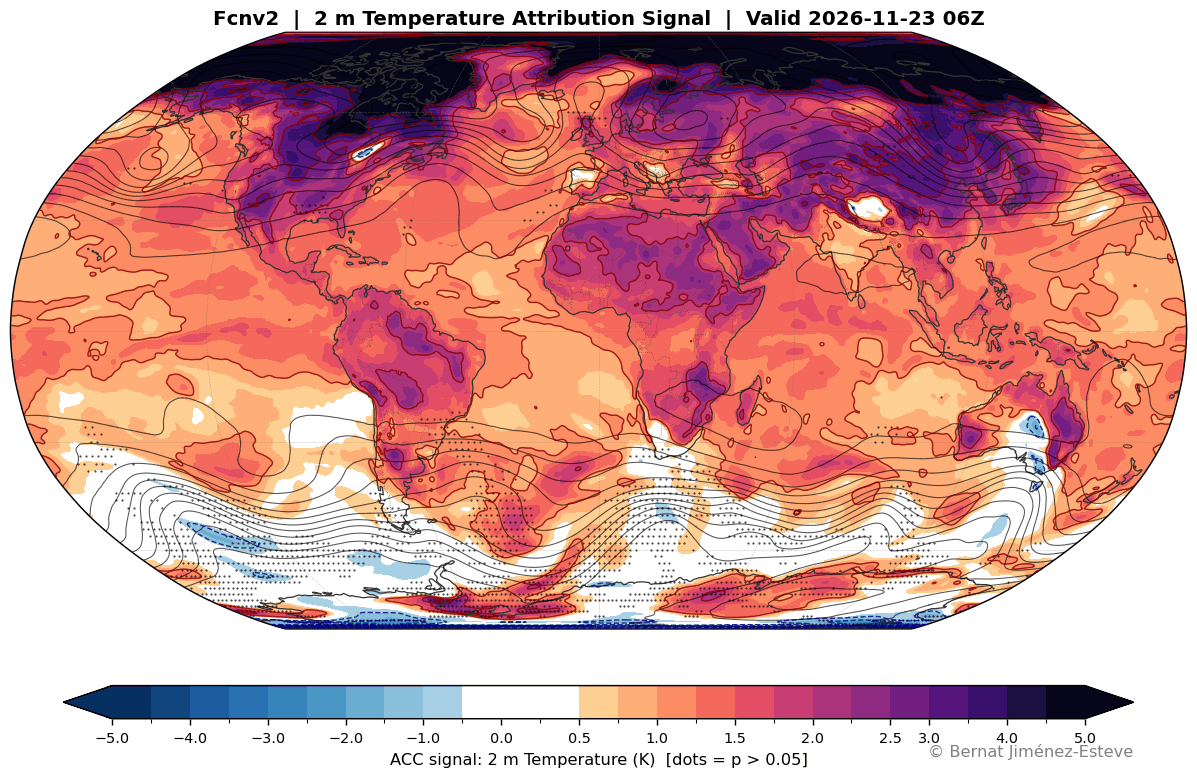 Fcnv2 | 2 m Temperature Attribution Signal | Valid 2026-11-23 06Z
−5.0 −4.0 −3.0 −2.0 −1.0 0.0 0.5 1.0 1.5 2.0 2.5 3.0 4.0 5.0
© Bernat Jiménez-Esteve
ACC signal: 2 m Temperature (K) [dots = p > 0.05]